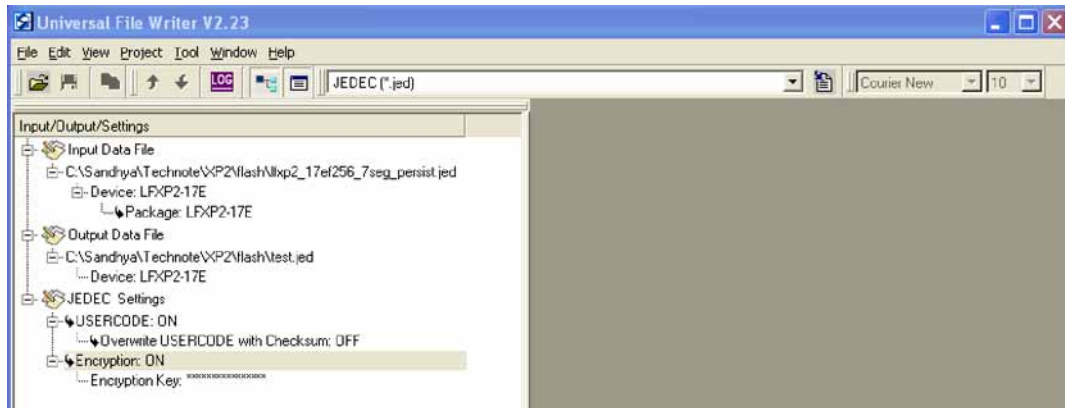 Universal File Writer V2.23
File Edit View Project Tool Window Help
LOG JEDEC (*.jed) Courier New 10
Input/Output/Settings
Input Data File
C:\Sandhya\Technote\XP2\flash\lfxp2_17ef256_7seg_persist.jed
Device: LFXP2-17E
Package: LFXP2-17E
Output Data File
C:\Sandhya\Technote\XP2\flash\test.jed
Device: LFXP2-17E
JEDEC Settings
USERCODE: ON
Overwrite USERCODE with Checksum: OFF
Encryption: ON
Encryption Key: ****************